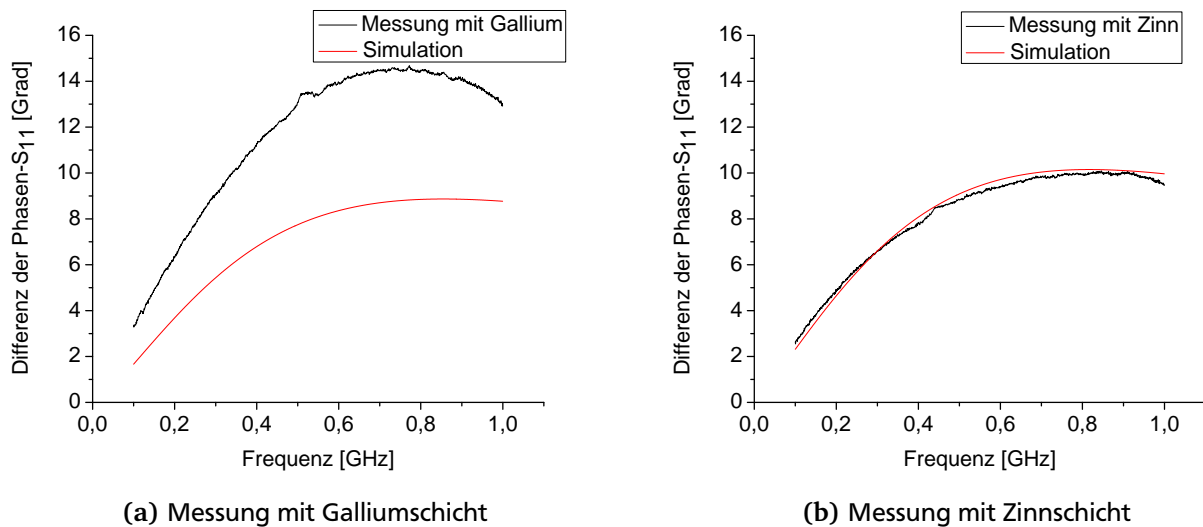 Messung mit Gallium
Simulation
16
14
12
10
8
6
4
2
0
Differenz der Phasen-S11 [Grad]
0,0 0,2 0,4 0,6 0,8 1,0
Frequenz [GHz]
(a) Messung mit Galliumschicht
Messung mit Zinn
Simulation
16
14
12
10
8
6
4
2
0
Differenz der Phasen-S11 [Grad]
0,0 0,2 0,4 0,6 0,8 1,0
Frequenz [GHz]
(b) Messung mit Zinnschicht